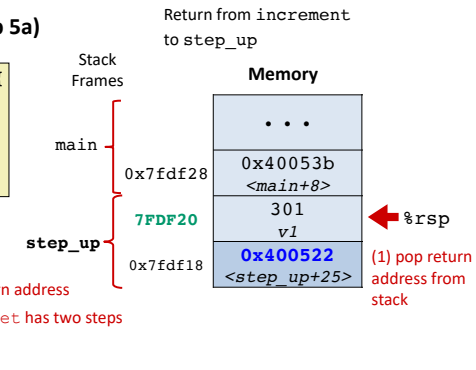 5a)
Return from increment
to step_up
Stack
Frames
Memory
. . .
main
0x7fdf28
0x40053b
<main+8>
7FDF20
301
v1
%rsp
step_up
0x7fdf18
0x400522
<step_up+25>
(1) pop return
address from
stack
address
has two steps